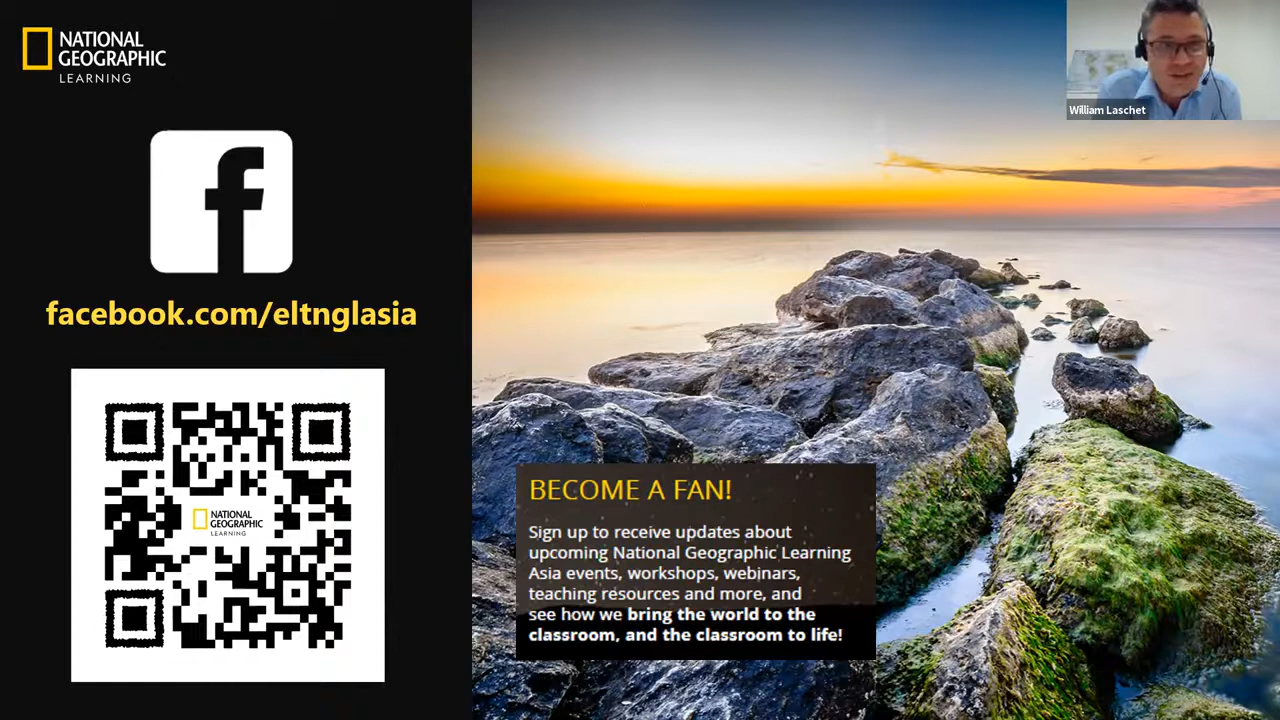 NATIONAL
GEOGRAPHIC
LEARNING
William Laschet
facebook.com/eltnglasia
NATIONAL
GEOGRAPHIC
LEARNING
BECOME A FAN!
Sign up to receive updates about
upcoming National Geographic Learning
Asia events, workshops, webinars,
teaching resources and more, and
see how we bring the world to the
classroom, and the classroom to life!